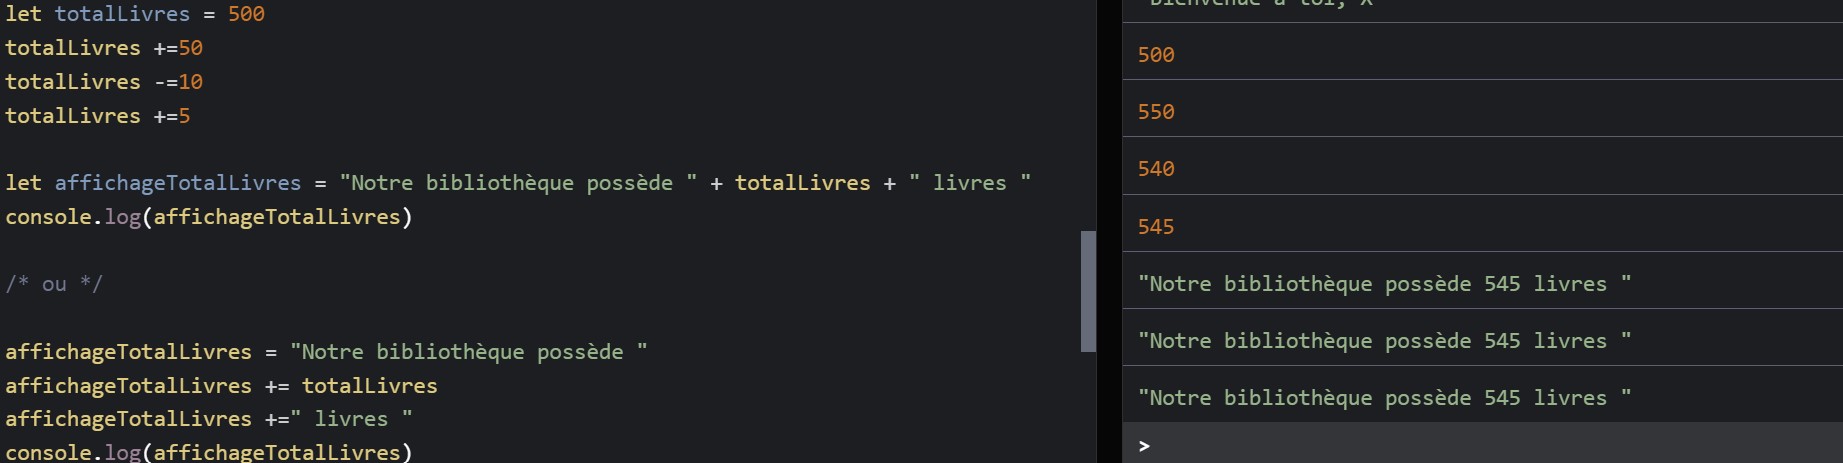 let totalLivres = 500
totalLivres +=50
totalLivres -=10
totalLivres +=5
let affichageTotalLivres = "Notre bibliothèque possède " + totalLivres + " livres "
console.log(affichageTotalLivres)
/* ou */
affichageTotalLivres = "Notre bibliothèque possède "
affichageTotalLivres += totalLivres
affichageTotalLivres +=" livres "
console.log(affichageTotalLivres)
500
550
540
545
"Notre bibliothèque possède 545 livres "
"Notre bibliothèque possède 545 livres "
"Notre bibliothèque possède 545 livres "
>